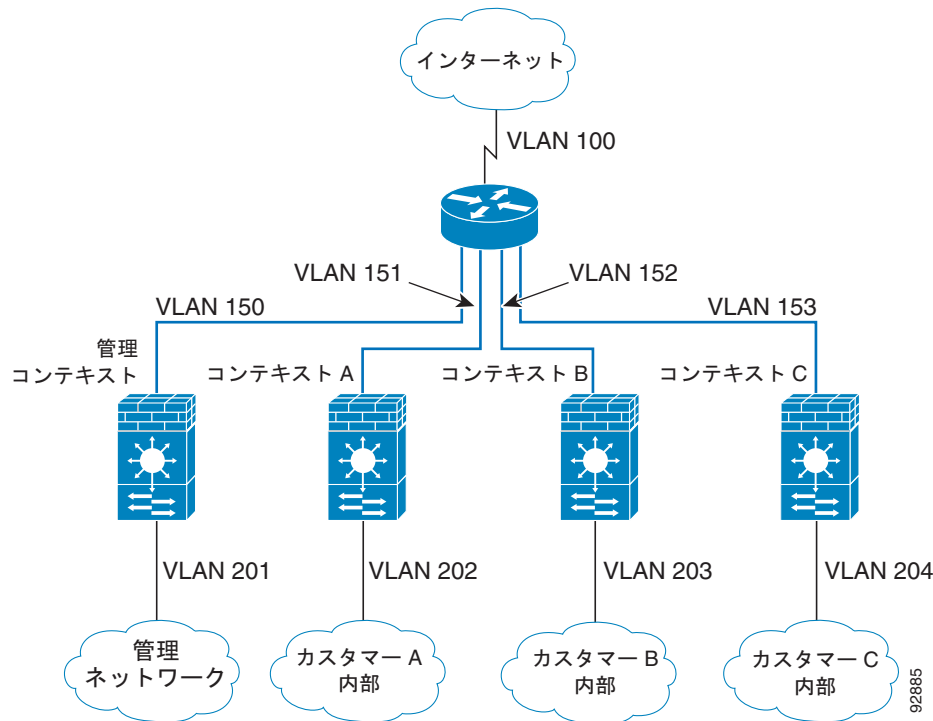 インターネット
VLAN 100
VLAN 151
VLAN 152
VLAN 150
VLAN 153
管理
コンテキスト
コンテキスト A
コンテキスト B
コンテキスト C
VLAN 201
VLAN 202
VLAN 203
VLAN 204
管理
ネットワーク
カスタマー A
内部
カスタマー B
内部
カスタマー C
内部
92885